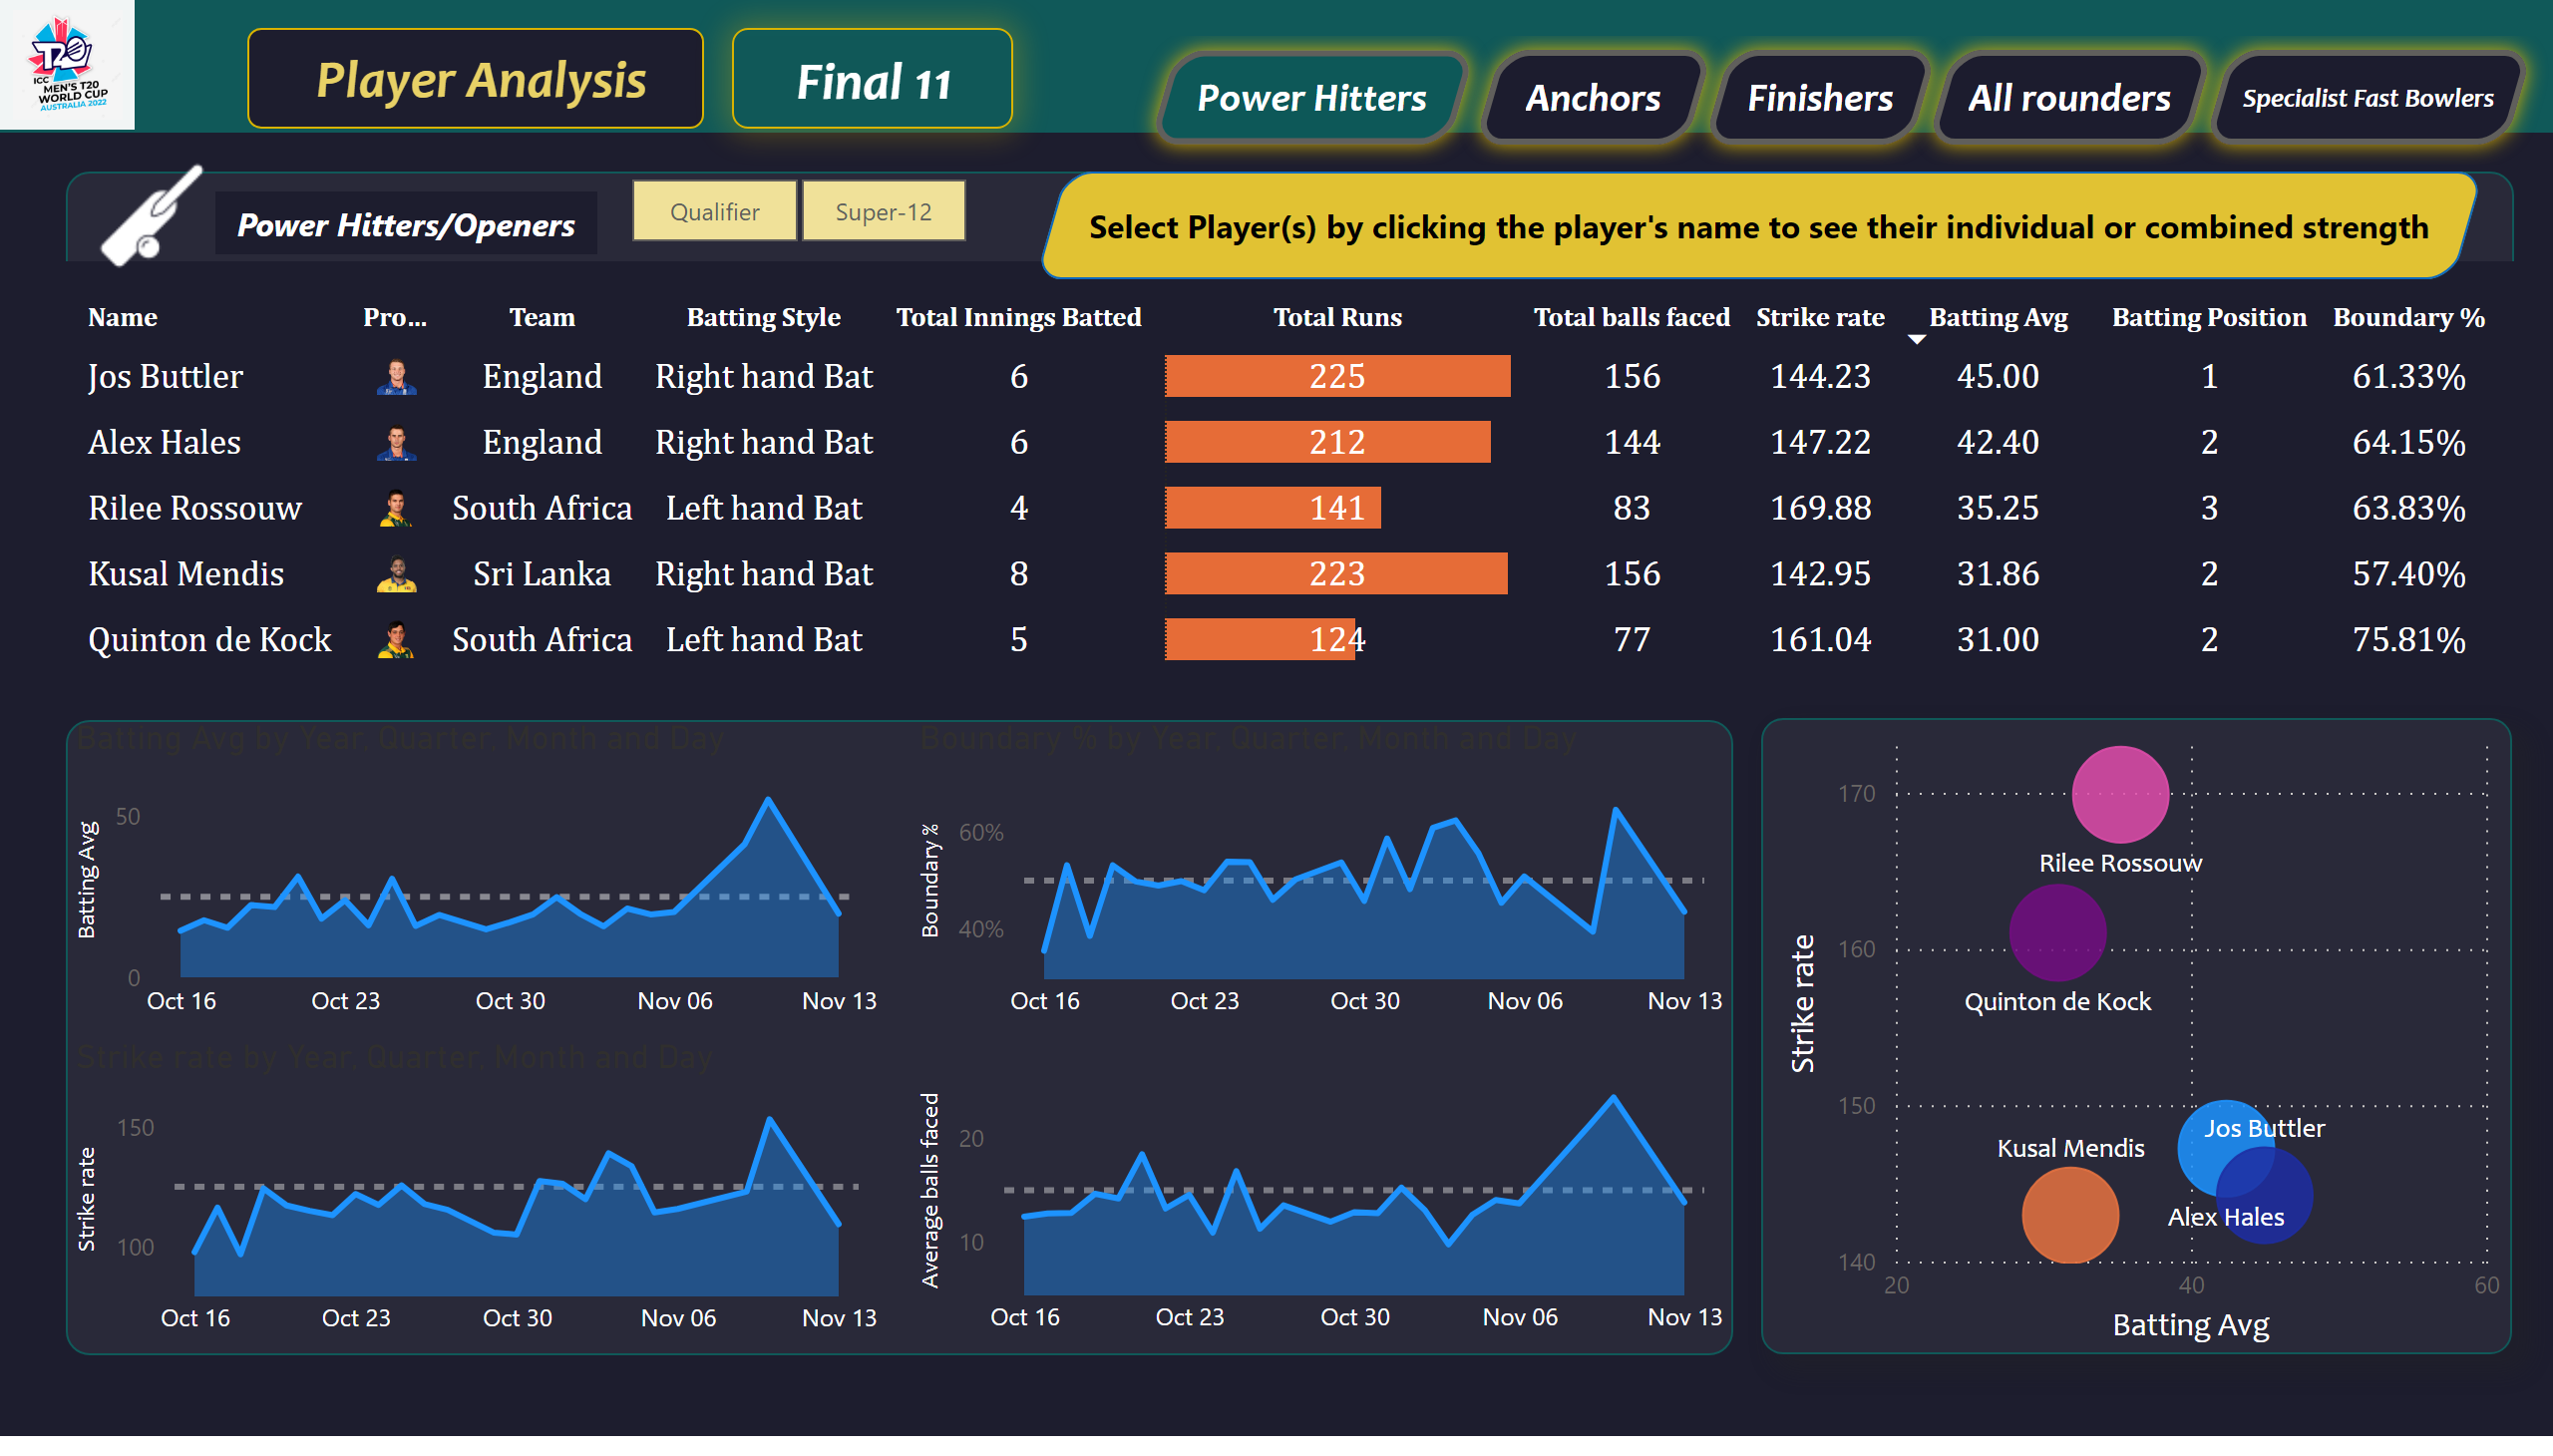 T20
ICC
MEN'S T20
WORLD CUP
AUSTRALIA 2022
Player Analysis
Final 11
Power Hitters
Anchors
Finishers
All rounders
Specialist Fast Bowlers
Power Hitters/Openers
Qualifier
Super-12
Select Player(s) by clicking the player's name to see their individual or combined strength
Name Pro... Team Batting Style Total Innings Batted Total Runs Total balls faced Strike rate Batting Avg Batting Position Boundary %
Jos Buttler England Right hand Bat 6 225 156 144.23 45.00 1 61.33%
Alex Hales England Right hand Bat 6 212 144 147.22 42.40 2 64.15%
Rilee Rossouw South Africa Left hand Bat 4 141 83 169.88 35.25 3 63.83%
Kusal Mendis Sri Lanka Right hand Bat 8 223 156 142.95 31.86 2 57.40%
Quinton de Kock South Africa Left hand Bat 5 124 77 161.04 31.00 2 75.81%
Batting Avg by Year, Quarter, Month and Day
Batting Avg
50
0
Oct 16 Oct 23 Oct 30 Nov 06 Nov 13
Boundary % by Year, Quarter, Month and Day
Boundary %
60%
40%
Oct 16 Oct 23 Oct 30 Nov 06 Nov 13
Strike rate by Year, Quarter, Month and Day
Strike rate
150
100
Oct 16 Oct 23 Oct 30 Nov 06 Nov 13
Average balls faced
20
10
Oct 16 Oct 23 Oct 30 Nov 06 Nov 13
Strike rate
170
160
150
140
Rilee Rossouw
Quinton de Kock
Jos Buttler
Kusal Mendis
Alex Hales
20 40 60
Batting Avg